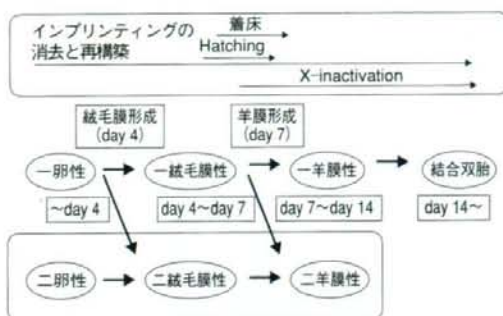 インプリンティングの
消去と再構築
着床
Hatching
X-inactivation
絨毛膜形成
(day 4)
羊膜形成
(day 7)
一卵性
一絨毛膜性
一羊膜性
結合双胎
～day 4
day 4～day 7
day 7～day 14
day 14～
二卵性
二絨毛膜性
二羊膜性